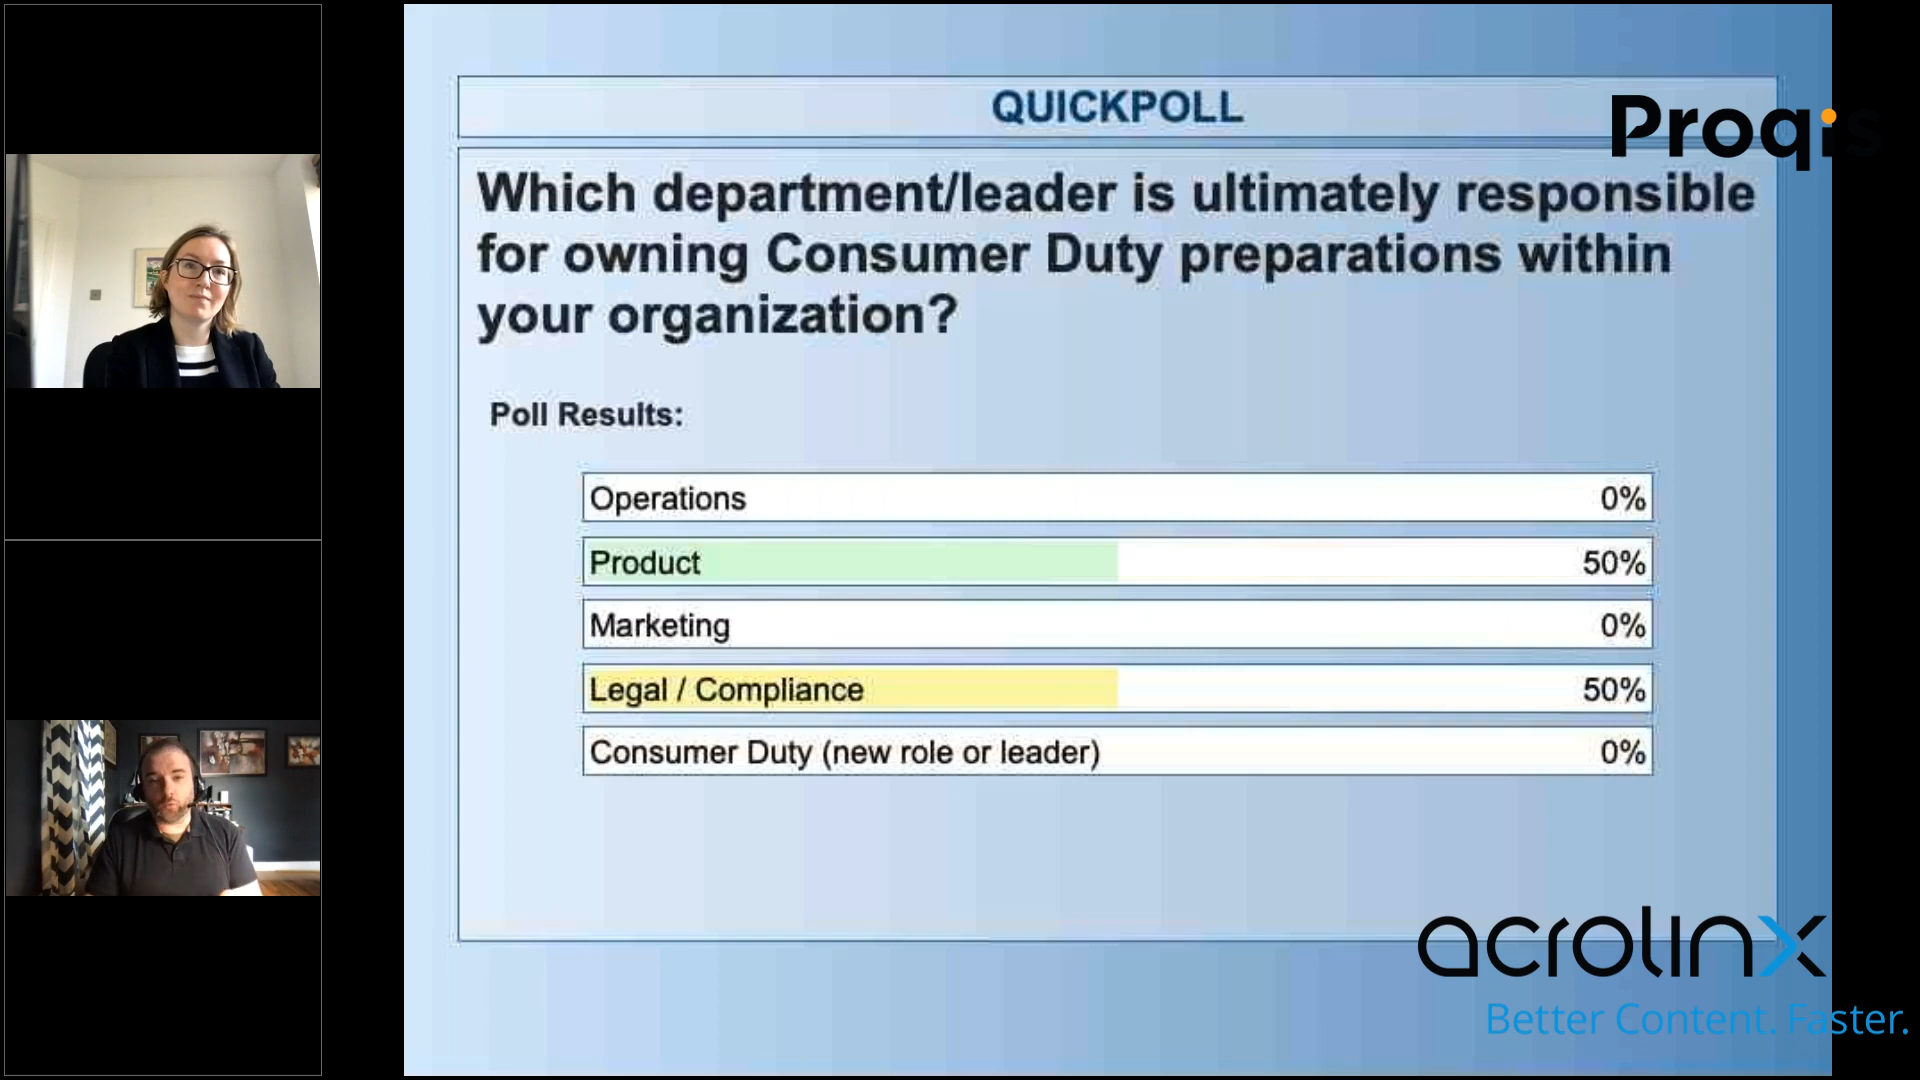 QUICKPOLL
Proqis
Which department/leader is ultimately responsible
for owning Consumer Duty preparations within
your organization?
Poll Results:
Operations 0%
Product 50%
Marketing 0%
Legal / Compliance 50%
Consumer Duty (new role or leader) 0%
acrolinx
Better Content. Faster.